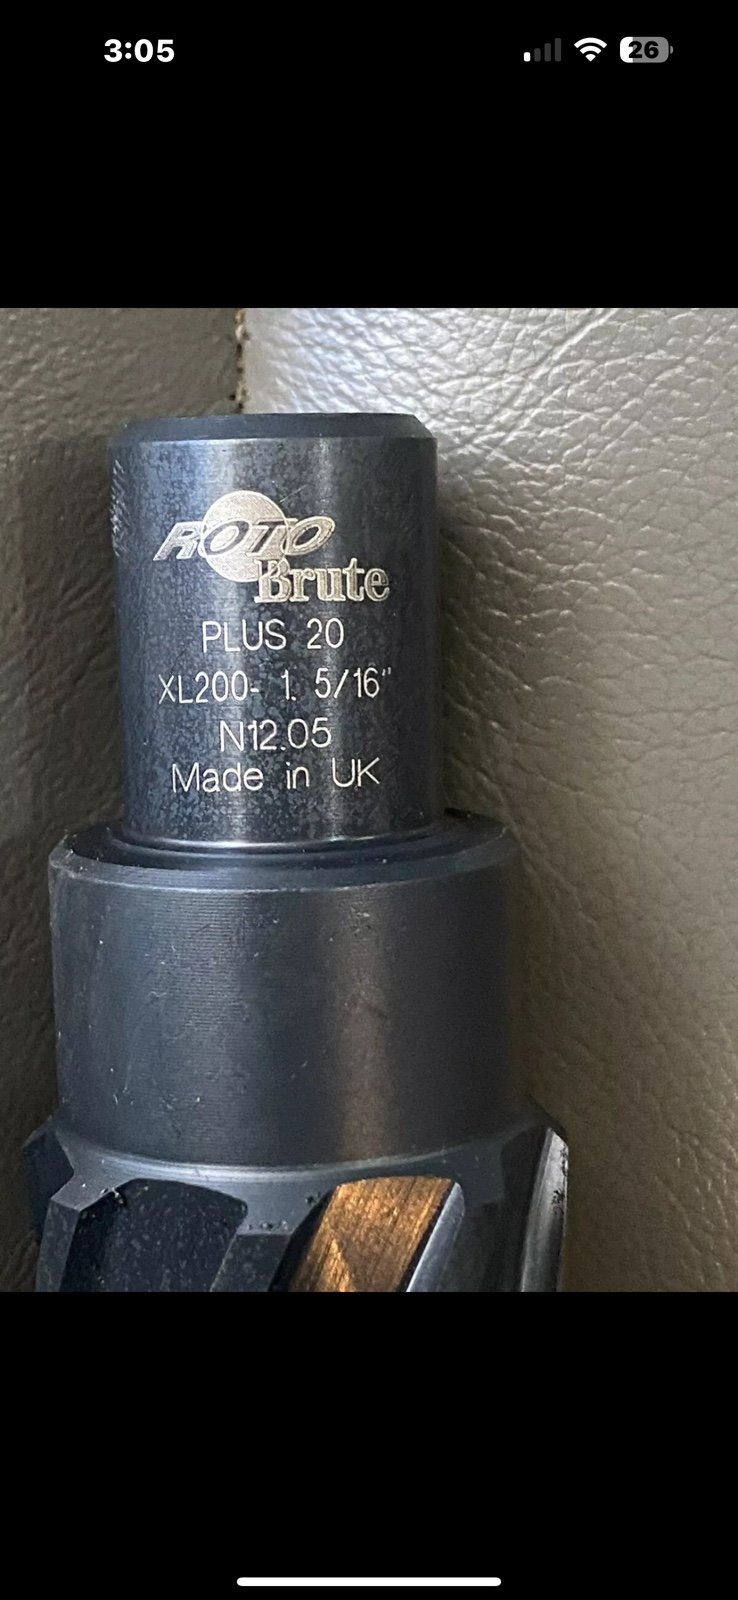 3:05
26
ROTO
Brute
PLUS 20
XL200- 1. 5/16"
N12.05
Made in UK